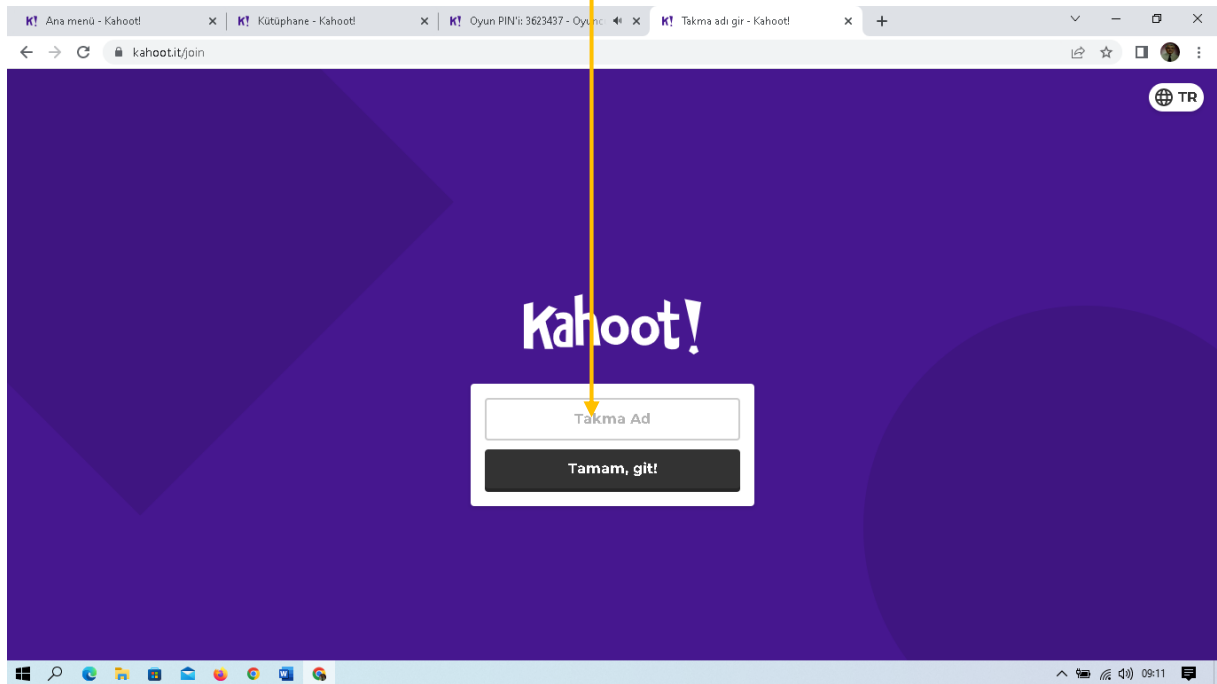 K! Ana menü - Kahoot!
K! Kütüphane - Kahoot!
K! Oyun PIN'i: 3623437 -
K! Takma adı gir - Kahoot!
kahoot.it/join
TR
Kahoot!
Takma Ad
Tamam, git!
09:11